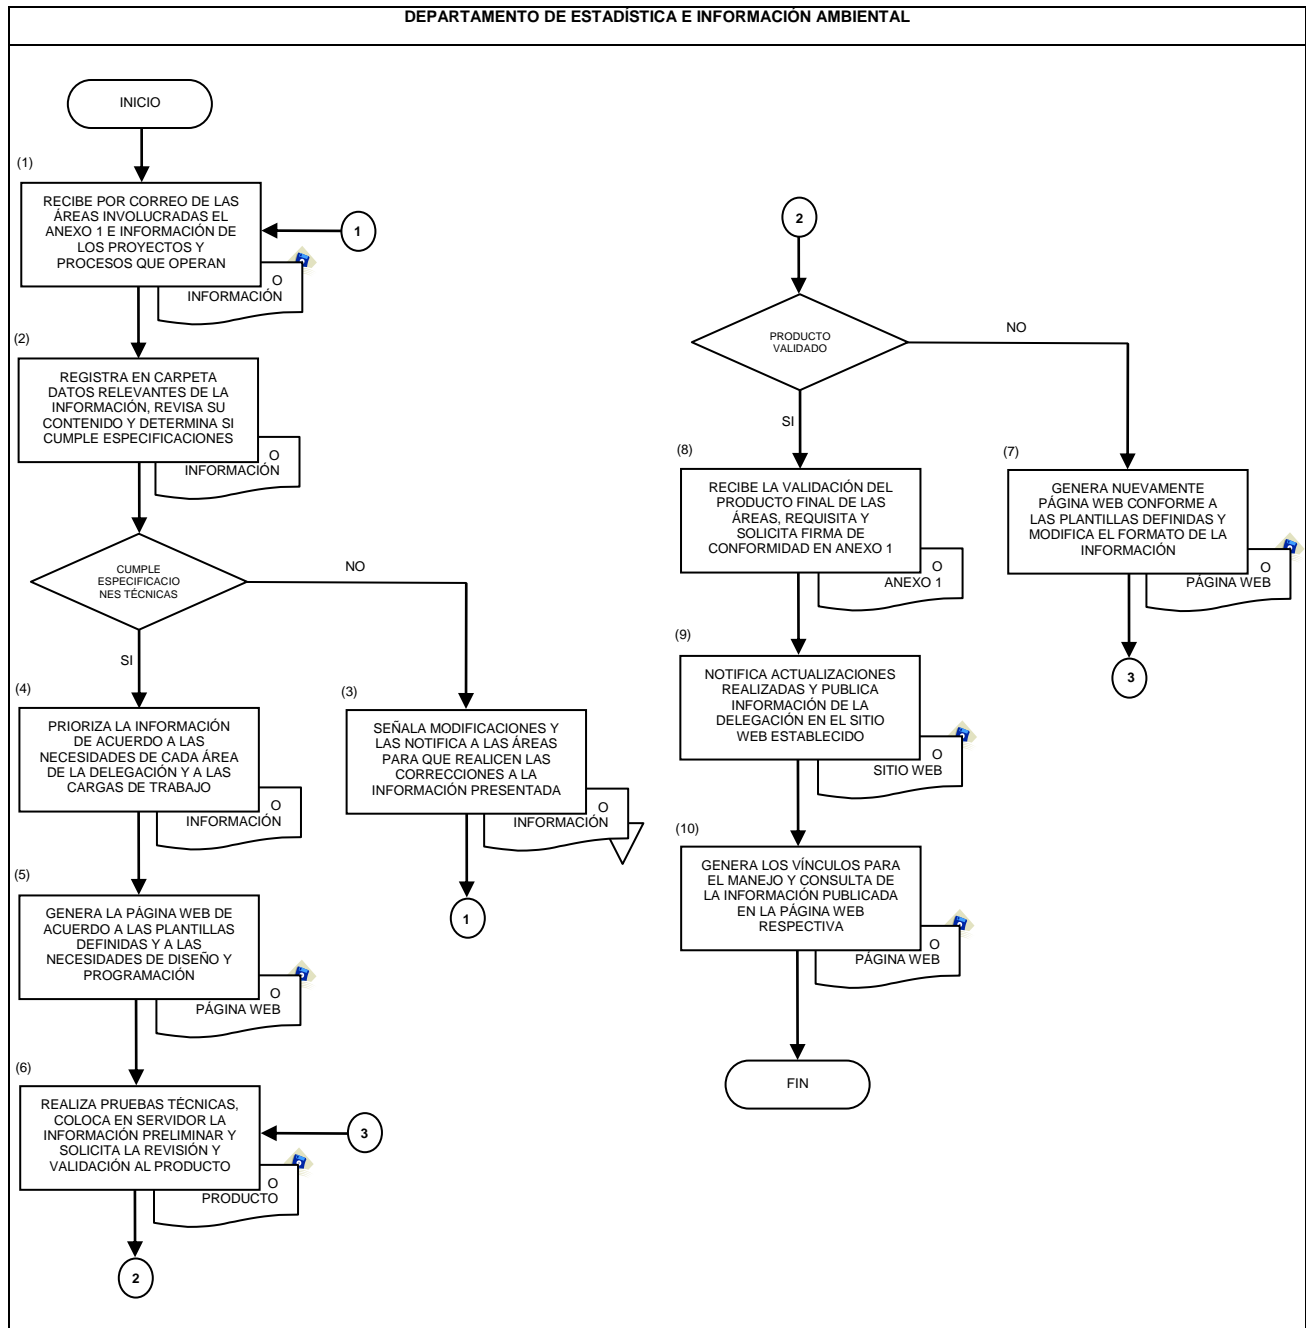 DEPARTAMENTO DE ESTADÍSTICA E INFORMACIÓN AMBIENTAL
INICIO
(1)
RECIBE POR CORREO DE LAS
ÁREAS INVOLUCRADAS EL
ANEXO 1 E INFORMACIÓN DE
LOS PROYECTOS Y
PROCESOS QUE OPERAN
1
O
INFORMACIÓN
(2)
REGISTRA EN CARPETA
DATOS RELEVANTES DE LA
INFORMACIÓN, REVISA SU
CONTENIDO Y DETERMINA SI
CUMPLE ESPECIFICACIONES
O
INFORMACIÓN
CUMPLE
ESPECIFICACIO
NES TÉCNICAS
NO
SI
(4)
PRIORIZA LA INFORMACIÓN
DE ACUERDO A LAS
NECESIDADES DE CADA ÁREA
DE LA DELEGACIÓN Y A LAS
CARGAS DE TRABAJO
O
INFORMACIÓN
(3)
SEÑALA MODIFICACIONES Y
LAS NOTIFICA A LAS ÁREAS
PARA QUE REALICEN LAS
CORRECCIONES A LA
INFORMACIÓN PRESENTADA
O
INFORMACIÓN
1
(5)
GENERA LA PÁGINA WEB DE
ACUERDO A LAS PLANTILLAS
DEFINIDAS Y A LAS
NECESIDADES DE DISEÑO Y
PROGRAMACIÓN
O
PÁGINA WEB
(6)
REALIZA PRUEBAS TÉCNICAS,
COLOCA EN SERVIDOR LA
INFORMACIÓN PRELIMINAR Y
SOLICITA LA REVISIÓN Y
VALIDACIÓN AL PRODUCTO
3
O
PRODUCTO
2
2
PRODUCTO
VALIDADO
NO
SI
(8)
RECIBE LA VALIDACIÓN DEL
PRODUCTO FINAL DE LAS
ÁREAS, REQUISITA Y
SOLICITA FIRMA DE
CONFORMIDAD EN ANEXO 1
O
ANEXO 1
(7)
GENERA NUEVAMENTE
PÁGINA WEB CONFORME A
LAS PLANTILLAS DEFINIDAS Y
MODIFICA EL FORMATO DE LA
INFORMACIÓN
O
PÁGINA WEB
3
(9)
NOTIFICA ACTUALIZACIONES
REALIZADAS Y PUBLICA
INFORMACIÓN DE LA
DELEGACIÓN EN EL SITIO
WEB ESTABLECIDO
O
SITIO WEB
(10)
GENERA LOS VÍNCULOS PARA
EL MANEJO Y CONSULTA DE
LA INFORMACIÓN PUBLICADA
EN LA PÁGINA WEB
RESPECTIVA
O
PÁGINA WEB
FIN